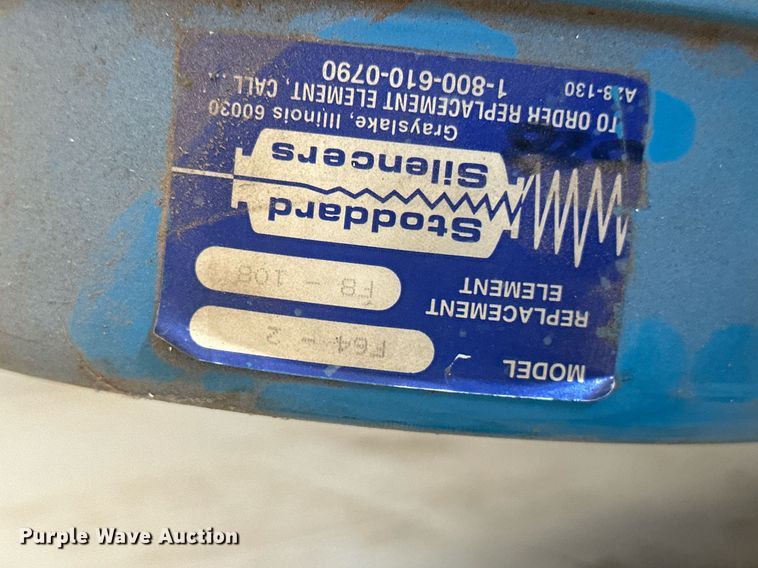 MODEL F64 - 2
REPLACEMENT
ELEMENT F8 - 108
Stoddard
Silencers
Grayslake, Illinois 60030
TO ORDER REPLACEMENT ELEMENT, CALL ...
1-800-610-0790
A28-130
Purple Wave Auction